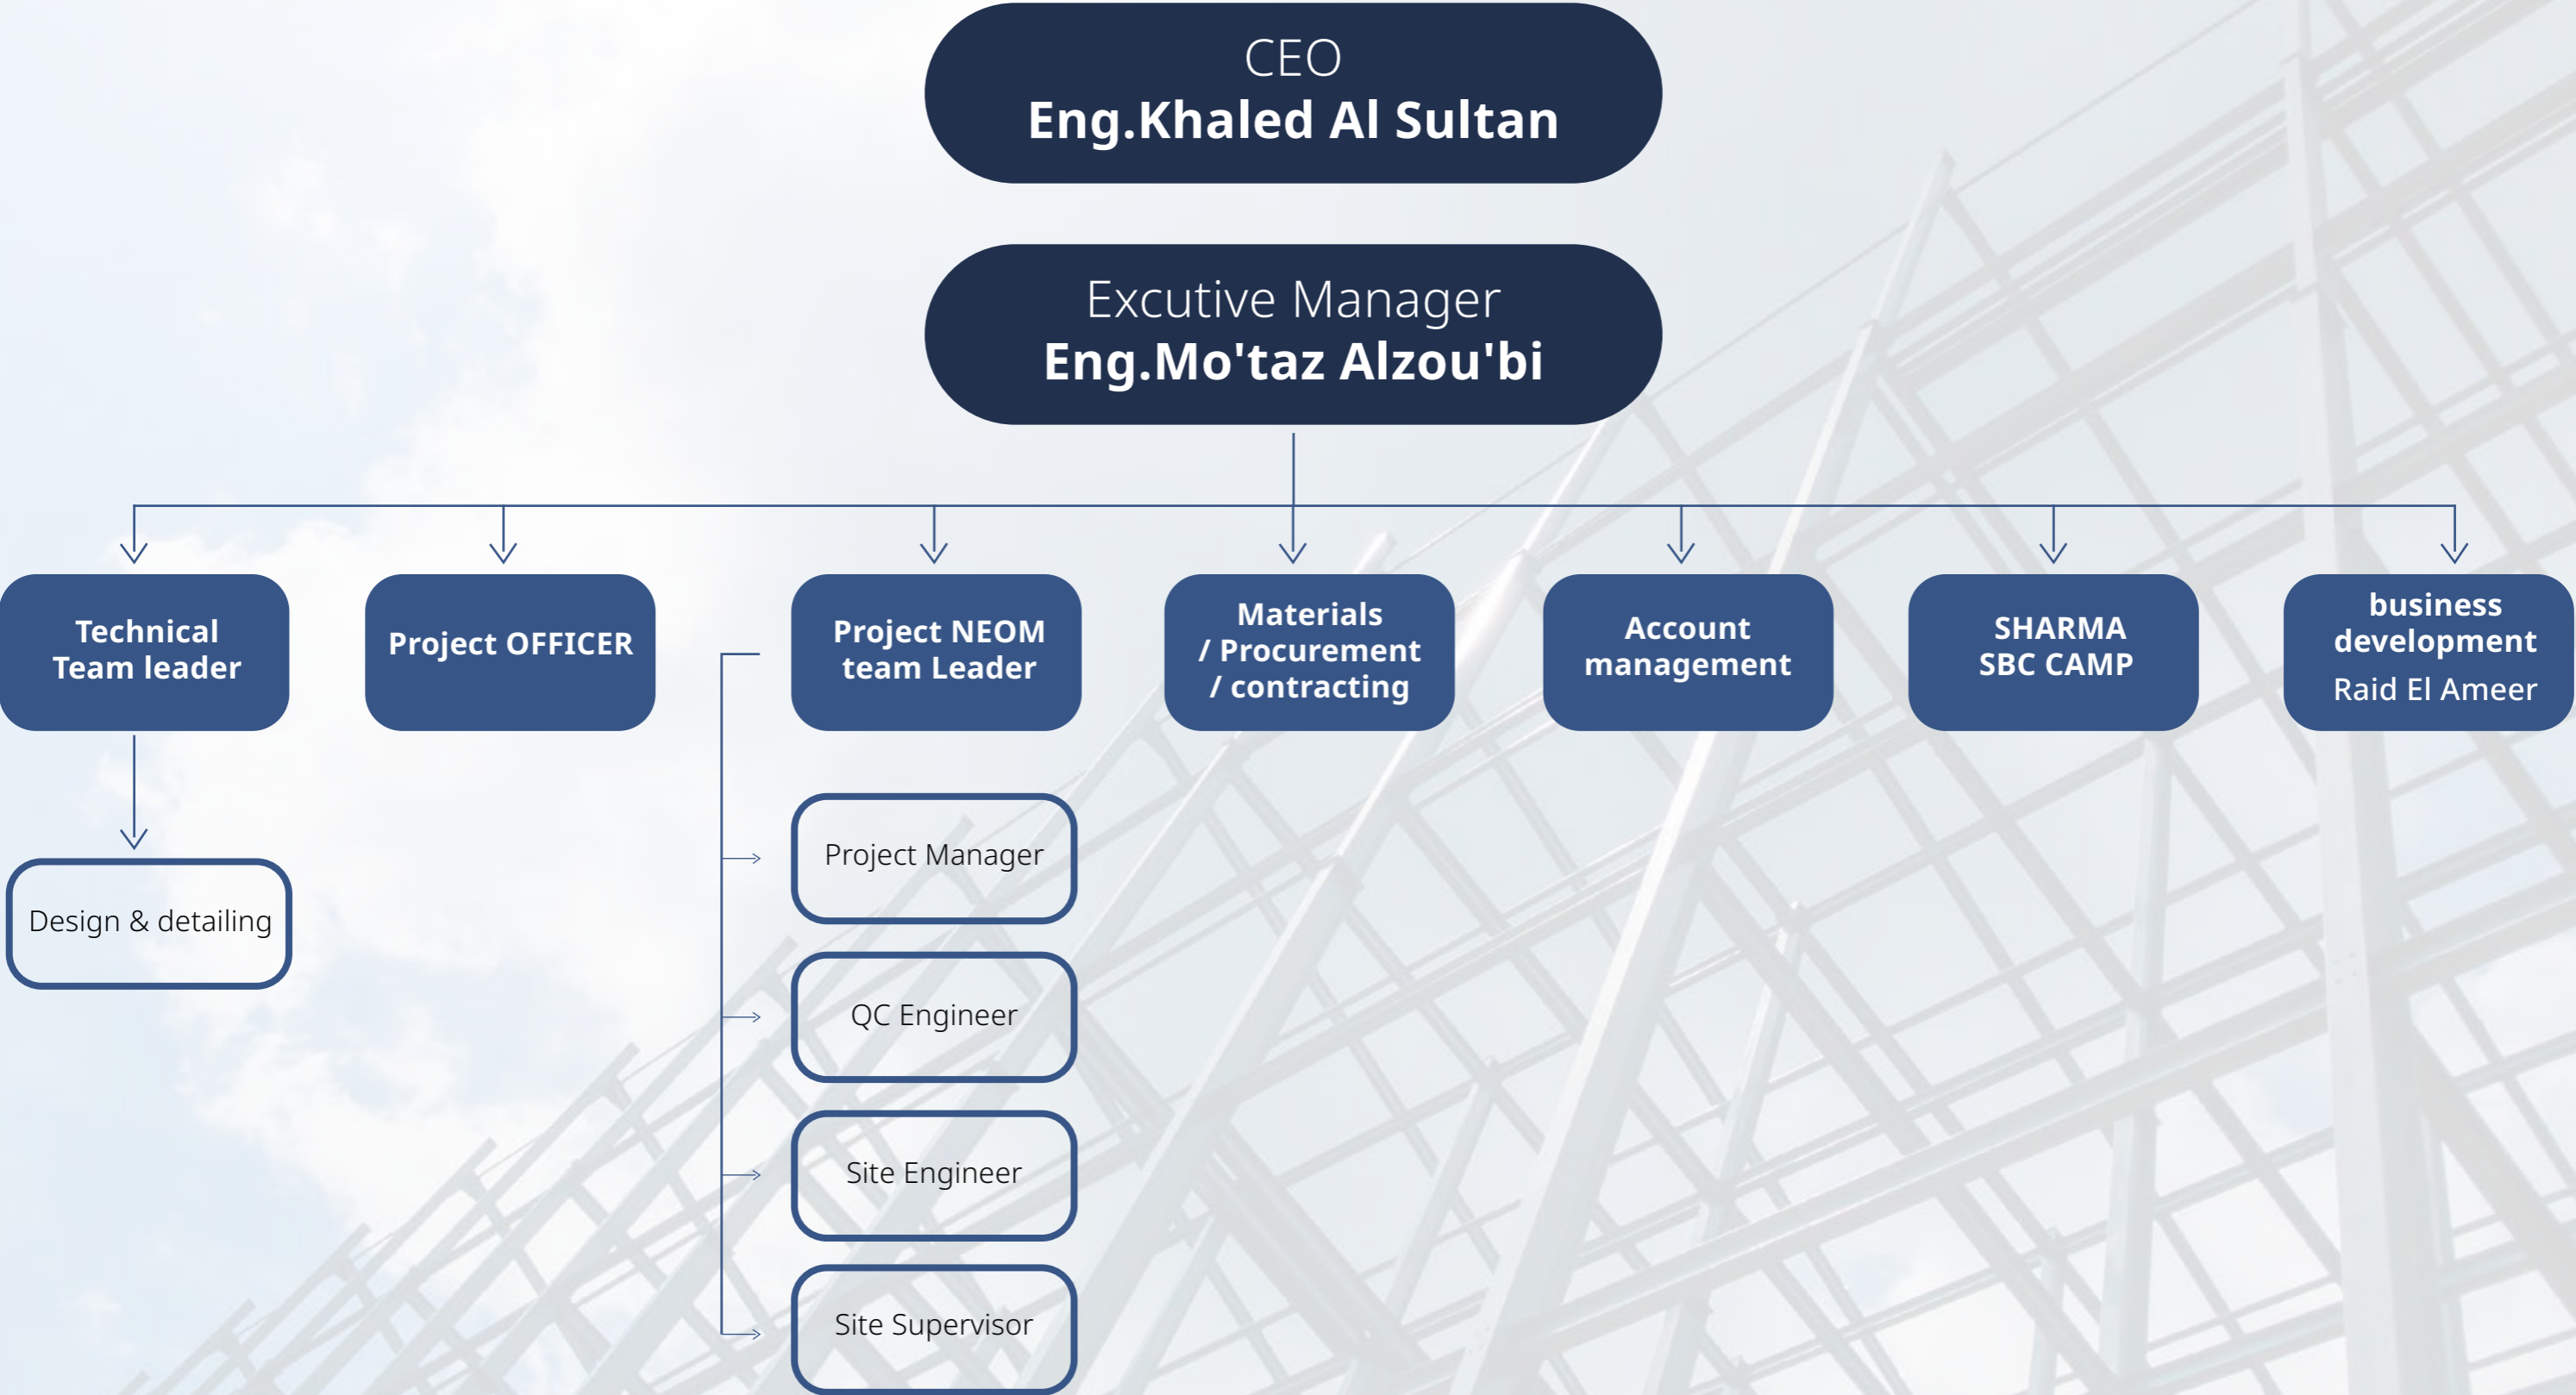 CEO
Eng.Khaled Al Sultan
Excutive Manager
Eng.Mo'taz Alzou'bi
Technical
Team leader
Project OFFICER
Project NEOM
team Leader
Materials
/ Procurement
/ contracting
Account
management
SHARMA
SBC CAMP
business
development
Raid El Ameer
Design & detailing
Project Manager
QC Engineer
Site Engineer
Site Supervisor